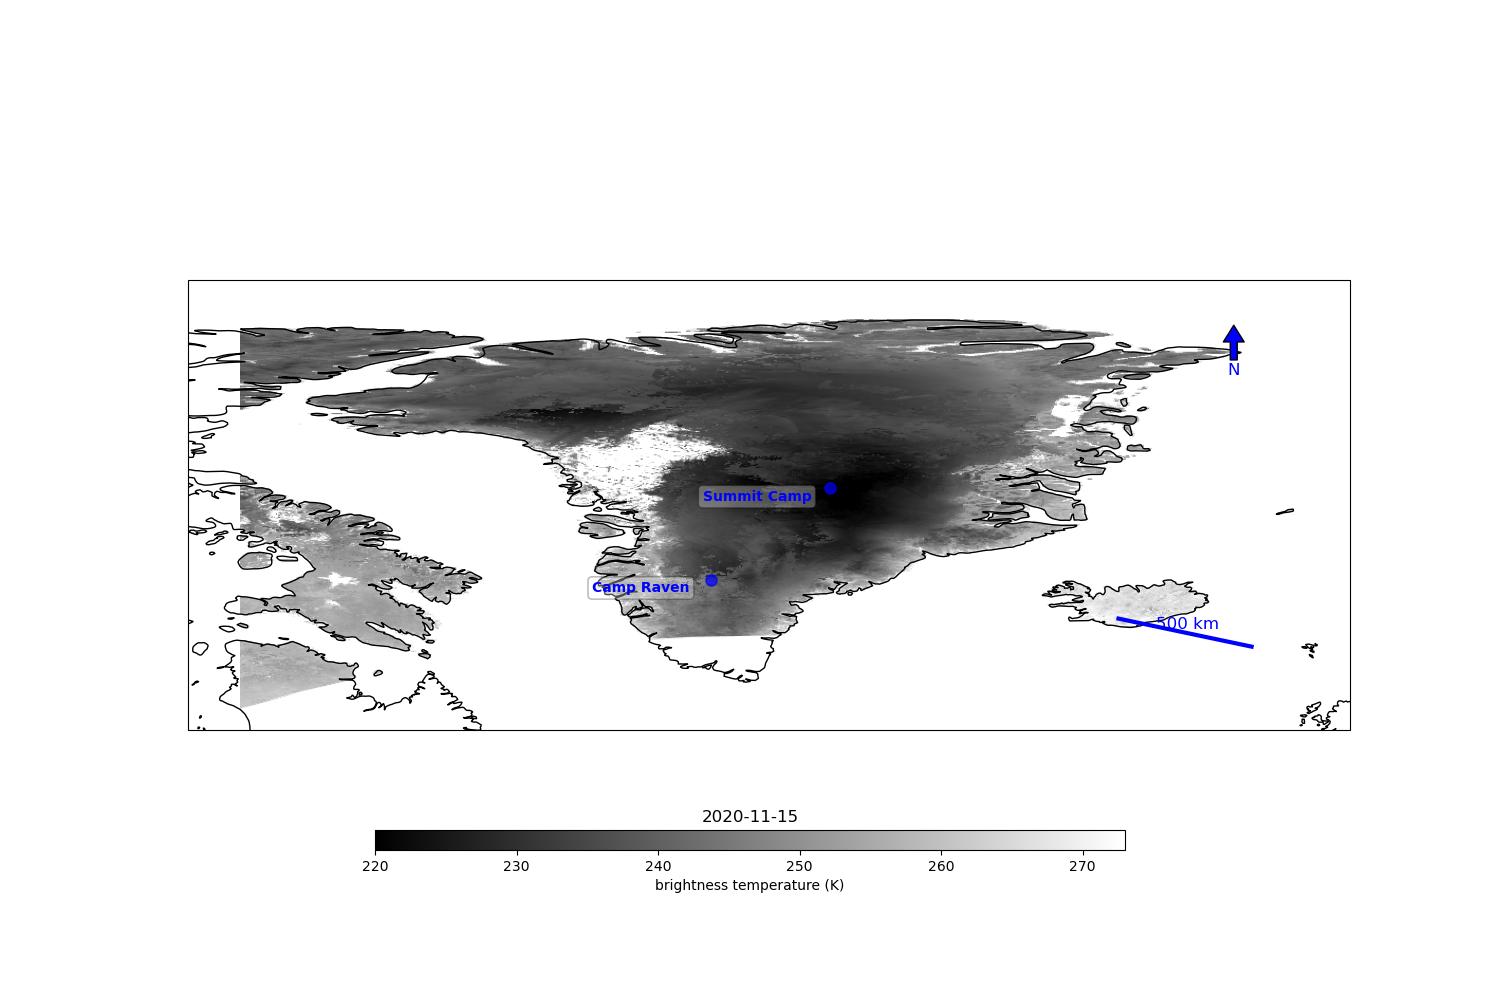 N
Summit Camp
Camp Raven
500 km
2020-11-15
220 230 240 250 260 270
brightness temperature (K)